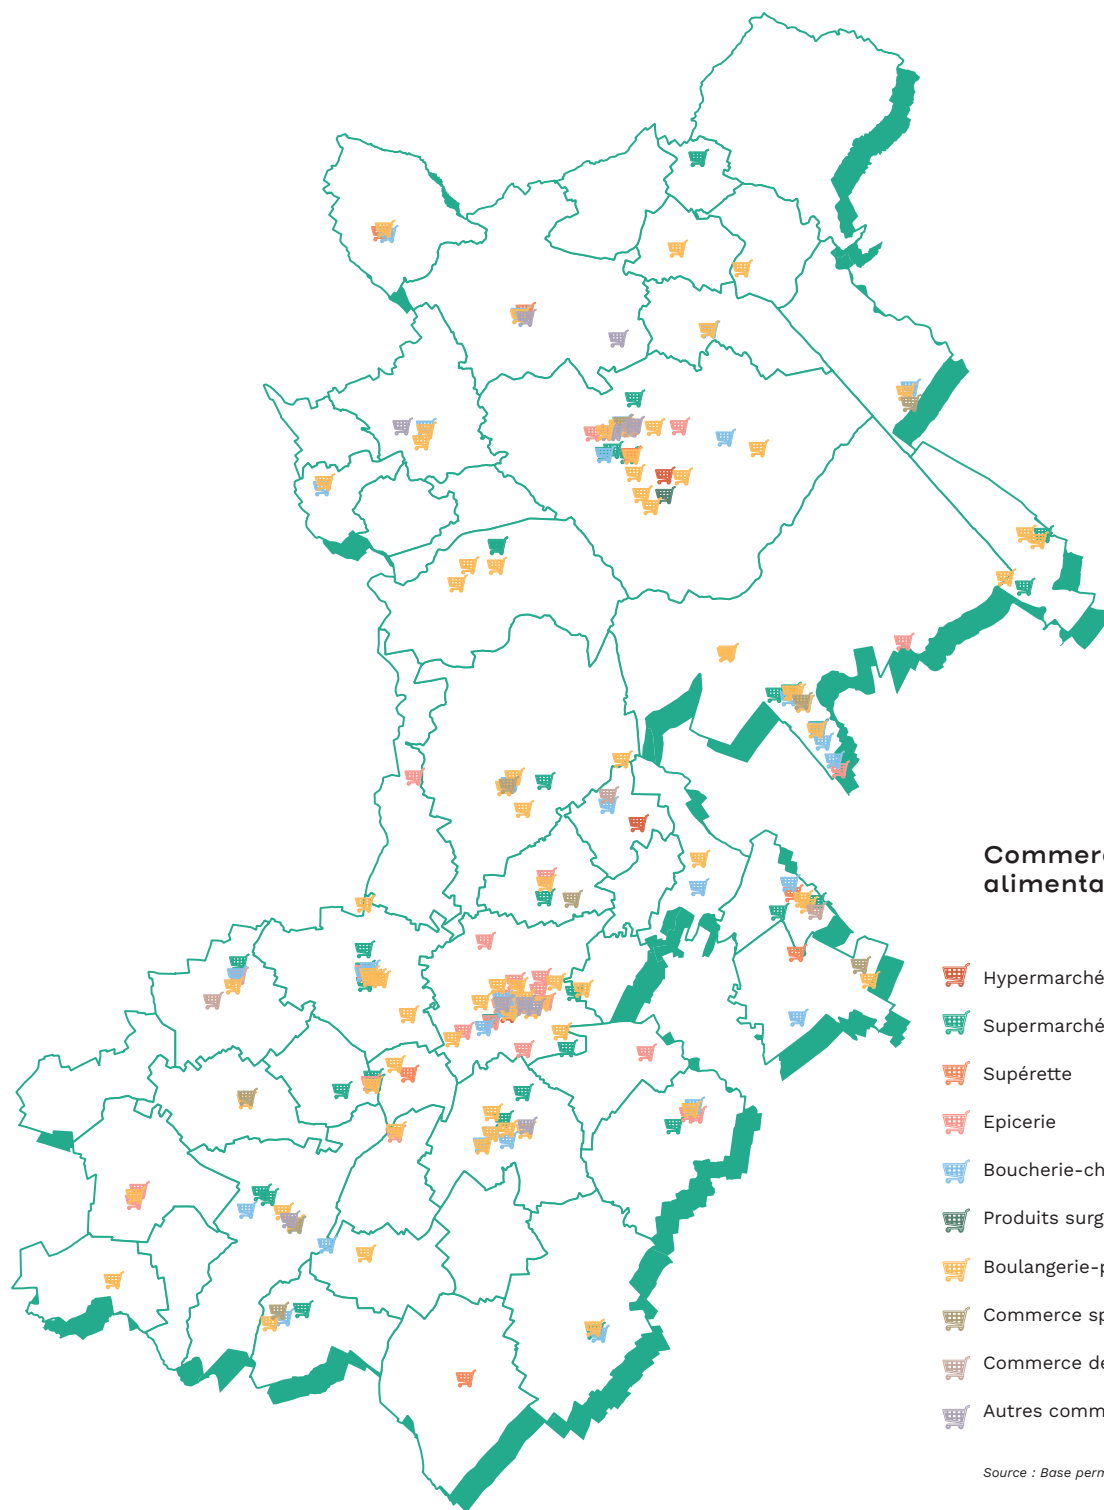 Commer
alimenta
Hypermarché
Supermarché
Supérette
Epicerie
Boucherie-ch
Produits surg
Boulangerie-p
Commerce sp
Commerce de
Autres comm
Source : Base perm